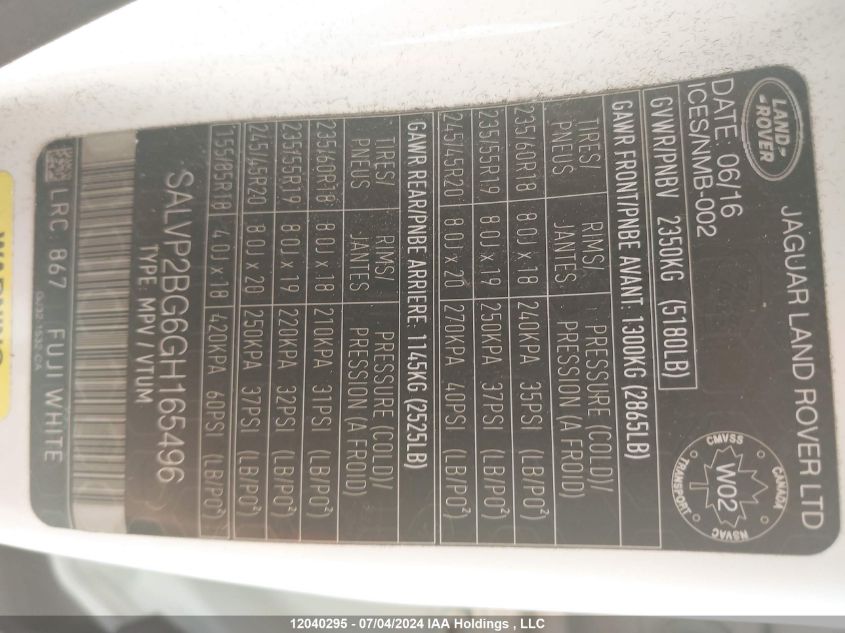 JAGUAR LAND ROVER LTD
LAND-
-ROVER
DATE: 06/16
ICES/NMB-002
CMVSS
CANADA
NSVAC
TRANSPORT
W02
GVWR/PNBV 2350KG (5180LB)
GAWR FRONT/PNBE AVANT: 1300KG (2865LB)
TIRES/ RIMS/ PRESSURE (COLD)/
PNEUS JANTES PRESSION (A FROID)
235/60R18 8.0J x 18 240KPA 35PSI (LB/PO²)
235/55R19 8.0J x 19 250KPA 37PSI (LB/PO²)
245/45R20 8.0J x 20 270KPA 40PSI (LB/PO²)
GAWR REAR/PNBE ARRIERE: 1145KG (2525LB)
TIRES/ RIMS/ PRESSURE (COLD)/
PNEUS JANTES PRESSION (A FROID)
235/60R18 8.0J x 18 210KPA 31PSI (LB/PO²)
235/55R19 8.0J x 19 220KPA 32PSI (LB/PO²)
245/45R20 8.0J x 20 250KPA 37PSI (LB/PO²)
155/85R18 4.0J x 18 420KPA 60PSI (LB/PO²)
SALVP2BG6GH165496
TYPE: MPV / VTUM
LRC: 867 FUJI WHITE
WARNING
12040295 - 07/04/2024 IAA Holdings , LLC